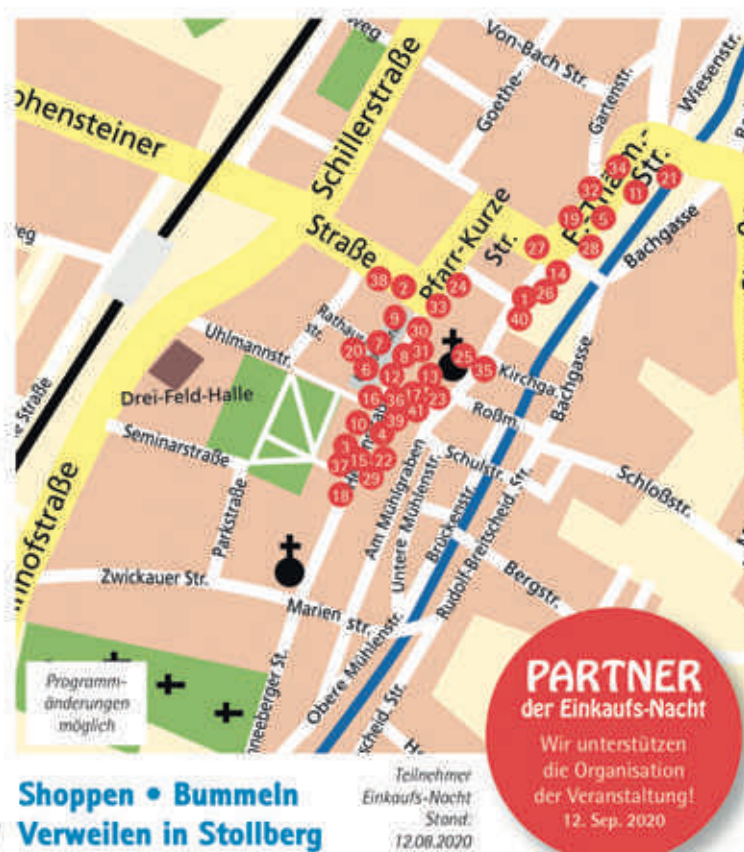 Von-Bach Str.
Wiesenstr.
Goethe-
Gartenstr.
Schillerstraße
Straße
Pfarr-Kurze
Str.
Str.
Bachgasse
34
32
11
21
19
5
27
28
14
38
2
24
1
26
33
40
9
Rathaus
str.
30
7
20
8
31
25
35
6
12
13
Kirchga.
Bachgasse
Uhlmannstr.
Drei-Feld-Halle
16
36
17
23
41
10
39
4
3
37
15
22
29
18
Roßm.
Schulstr.
Schloßstr.
Seminarstraße
Parkstraße
Am Mühlgraben
Untere Mühlenstr.
Brückenstr.
Rudolf-Breitscheid Str.
Bergstr.
Zwickauer Str.
Marien str.
Obere Mühlenstr.
Programm-
änderungen
möglich
PARTNER
der Einkaufs-Nacht
Wir unterstützen
die Organisation
der Veranstaltung!
12. Sep. 2020
Shoppen • Bummeln
Verweilen in Stollberg
Teilnehmer
Einkaufs-Nacht
Stand:
12.08.2020